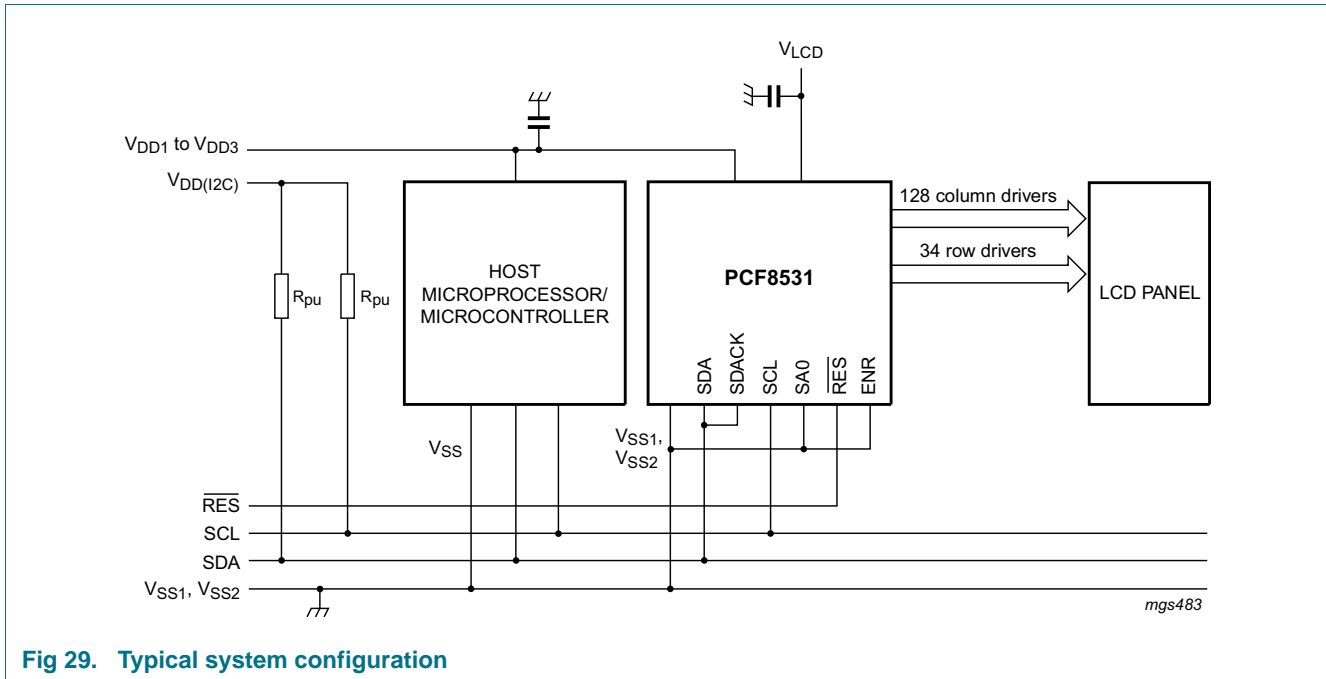 VLCD
VDD1 to VDD3
VDD(I2C)
128 column drivers
34 row drivers
Rpu
Rpu
HOST
MICROPROCESSOR/
MICROCONTROLLER
PCF8531
LCD PANEL
SDA
SDACK
SCL
SA0
RES
ENR
VSS
VSS1,
VSS2
RES
SCL
SDA
VSS1, VSS2
mgs483
Fig 29. Typical system configuration